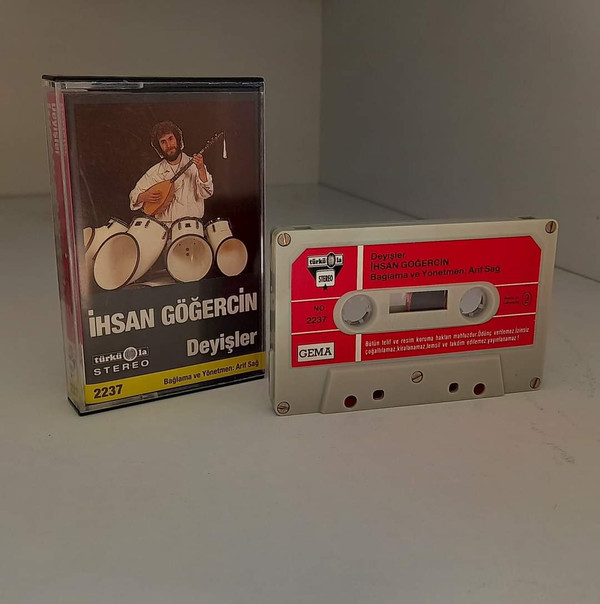 İHSAN GÖĞERCİN
Deyişler
türkü la
STEREO
2237
Bağlama ve Yönetmen: Arif Sağ
türkü la
STEREO
Deyişler
İHSAN GÖĞERCİN
Bağlama ve Yönetmen: Arif Sağ
NO:
2237
2
GEMA
Bütün telif ve resim koruma hakları mahfuzdur.Ödünç verilemez.İzinsiz
çoğaltılamaz,kiralanamaz,temsil ve takdim edilemez,yayınlanamaz!